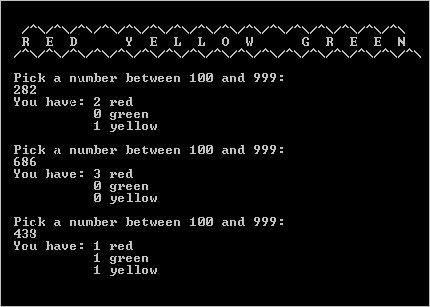 R E D   Y E L L O W   G R E E N
Pick a number between 100 and 999:
282
You have: 2 red
0 green
1 yellow
Pick a number between 100 and 999:
686
You have: 3 red
0 green
0 yellow
Pick a number between 100 and 999:
438
You have: 1 red
1 green
1 yellow